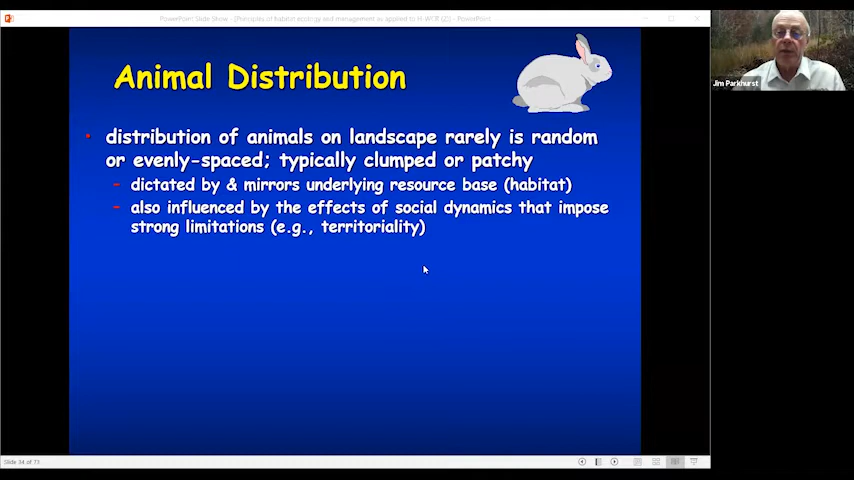 PowerPoint Slide Show - [Principles of habitat ecology and management as applied to H-WCR (2)] - PowerPoint
Jim Parkhurst
Animal Distribution
• distribution of animals on landscape rarely is random
or evenly-spaced; typically clumped or patchy
- dictated by & mirrors underlying resource base (habitat)
- also influenced by the effects of social dynamics that impose
strong limitations (e.g., territoriality)
Slide 34 of 73